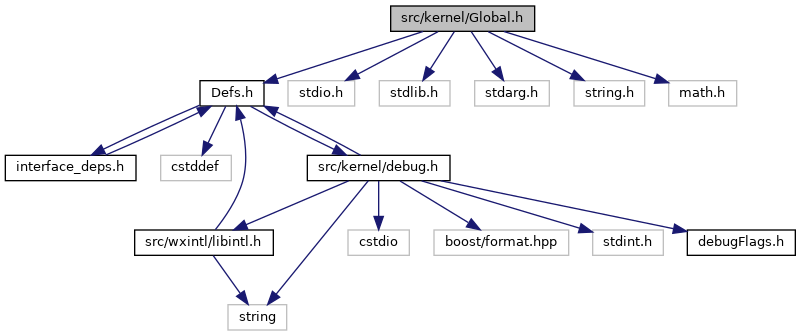 src/kernel/Global.h
Defs.h
stdio.h
stdlib.h
stdarg.h
string.h
math.h
interface_deps.h
cstddef
src/kernel/debug.h
src/wxintl/libintl.h
cstdio
boost/format.hpp
stdint.h
debugFlags.h
string